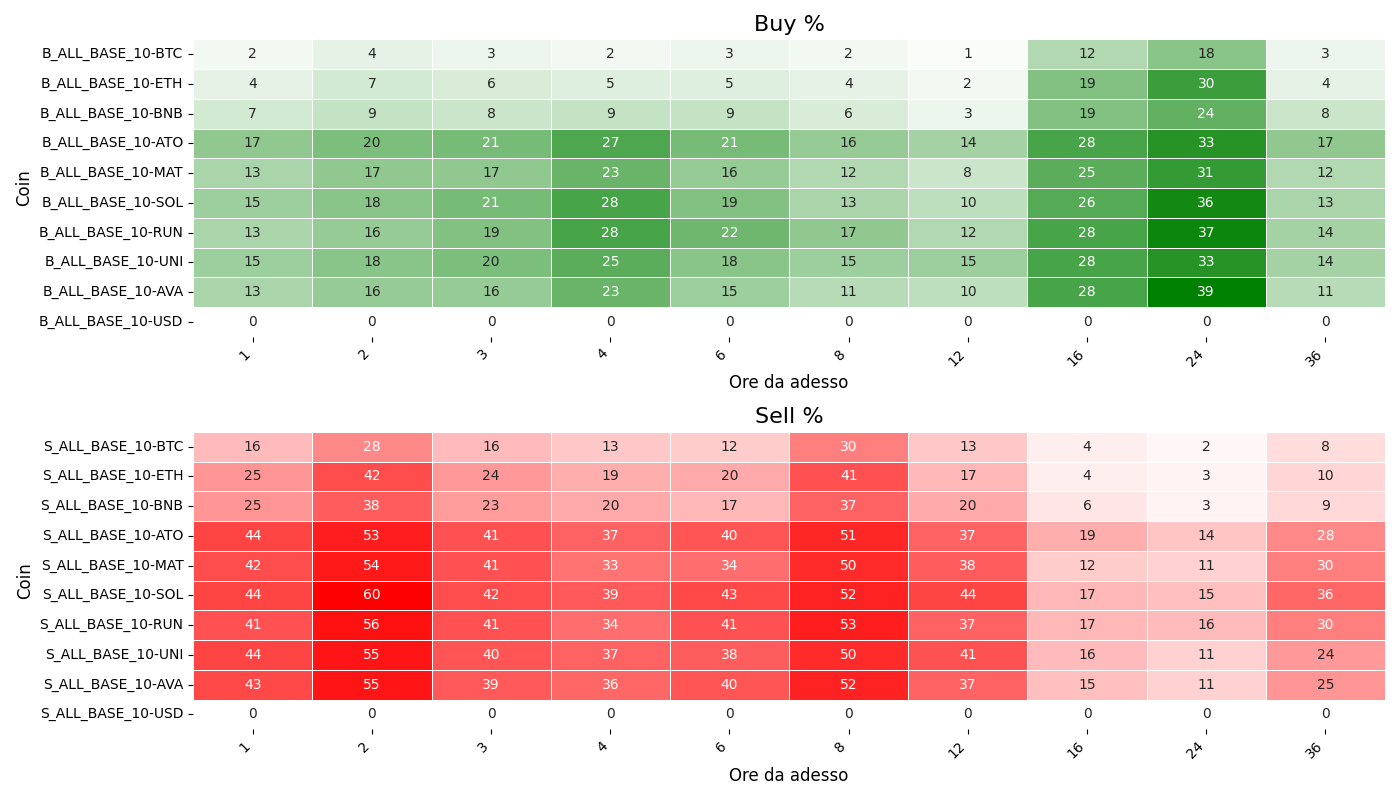 Buy %
Coin
B_ALL_BASE_10-BTC 2 4 3 2 3 2 1 12 18 3
B_ALL_BASE_10-ETH 4 7 6 5 5 4 2 19 30 4
B_ALL_BASE_10-BNB 7 9 8 9 9 6 3 19 24 8
B_ALL_BASE_10-ATO 17 20 21 27 21 16 14 28 33 17
B_ALL_BASE_10-MAT 13 17 17 23 16 12 8 25 31 12
B_ALL_BASE_10-SOL 15 18 21 28 19 13 10 26 36 13
B_ALL_BASE_10-RUN 13 16 19 28 22 17 12 28 37 14
B_ALL_BASE_10-UNI 15 18 20 25 18 15 15 28 33 14
B_ALL_BASE_10-AVA 13 16 16 23 15 11 10 28 39 11
B_ALL_BASE_10-USD 0 0 0 0 0 0 0 0 0 0
1 2 3 4 6 8 12 16 24 36
Ore da adesso
Sell %
Coin
S_ALL_BASE_10-BTC 16 28 16 13 12 30 13 4 2 8
S_ALL_BASE_10-ETH 25 42 24 19 20 41 17 4 3 10
S_ALL_BASE_10-BNB 25 38 23 20 17 37 20 6 3 9
S_ALL_BASE_10-ATO 44 53 41 37 40 51 37 19 14 28
S_ALL_BASE_10-MAT 42 54 41 33 34 50 38 12 11 30
S_ALL_BASE_10-SOL 44 60 42 39 43 52 44 17 15 36
S_ALL_BASE_10-RUN 41 56 41 34 41 53 37 17 16 30
S_ALL_BASE_10-UNI 44 55 40 37 38 50 41 16 11 24
S_ALL_BASE_10-AVA 43 55 39 36 40 52 37 15 11 25
S_ALL_BASE_10-USD 0 0 0 0 0 0 0 0 0 0
1 2 3 4 6 8 12 16 24 36
Ore da adesso